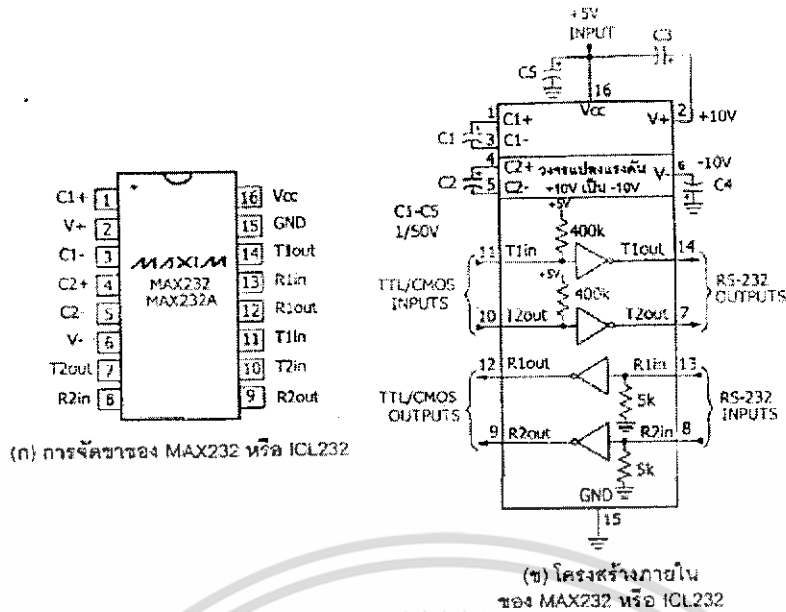 C1+ 1
V+ 2
C1- 3
C2+ 4
C2- 5
V- 6
T2out 7
R2in 8
MAXIM
MAX232
MAX232A
16 Vcc
15 GND
14 T1out
13 R1in
12 R1out
11 T1in
10 T2in
9 R2out
(ก) การจัดขาของ MAX232 หรือ ICL232
+5V
INPUT
C3
C5
16
Vcc
1 C1+
C1
3 C1-
V+ 2 +10V
4 C2+
C2
5 C2-
วงจรแปลงแรงดัน
+10V เป็น -10V
V- 6 -10V
C4
C1-C5
1/50V
+5V
400k
11 T1in
T1out 14
+5V
400k
TTL/CMOS
INPUTS
RS-232
OUTPUTS
10 T2out
T2out 7
12 R1out
R1in 13
5k
TTL/CMOS
OUTPUTS
RS-232
INPUTS
9 R2out
R2in 8
5k
GND
15
(ข) โครงสร้างภายใน
ของ MAX232 หรือ ICL232